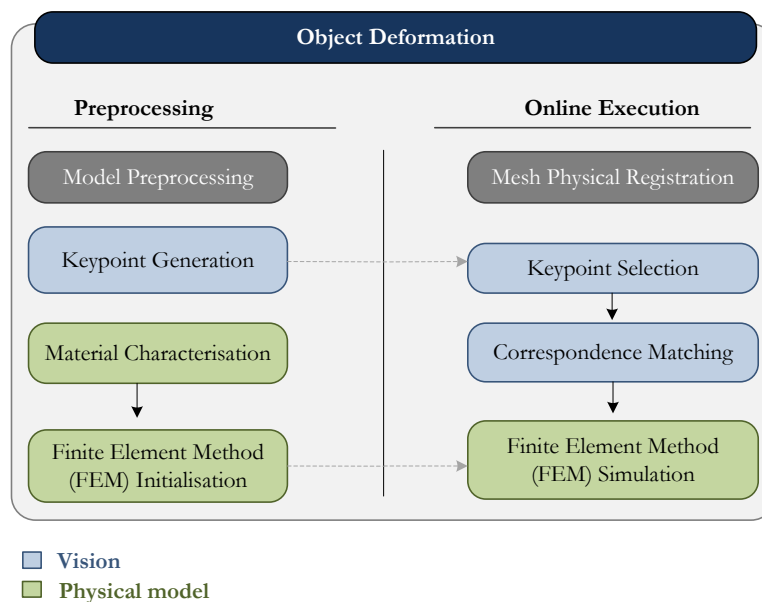 Object Deformation
Preprocessing
Model Preprocessing
Keypoint Generation
Material Characterisation
Finite Element Method
(FEM) Initialisation
Online Execution
Mesh Physical Registration
Keypoint Selection
Correspondence Matching
Finite Element Method
(FEM) Simulation
Vision
Physical model